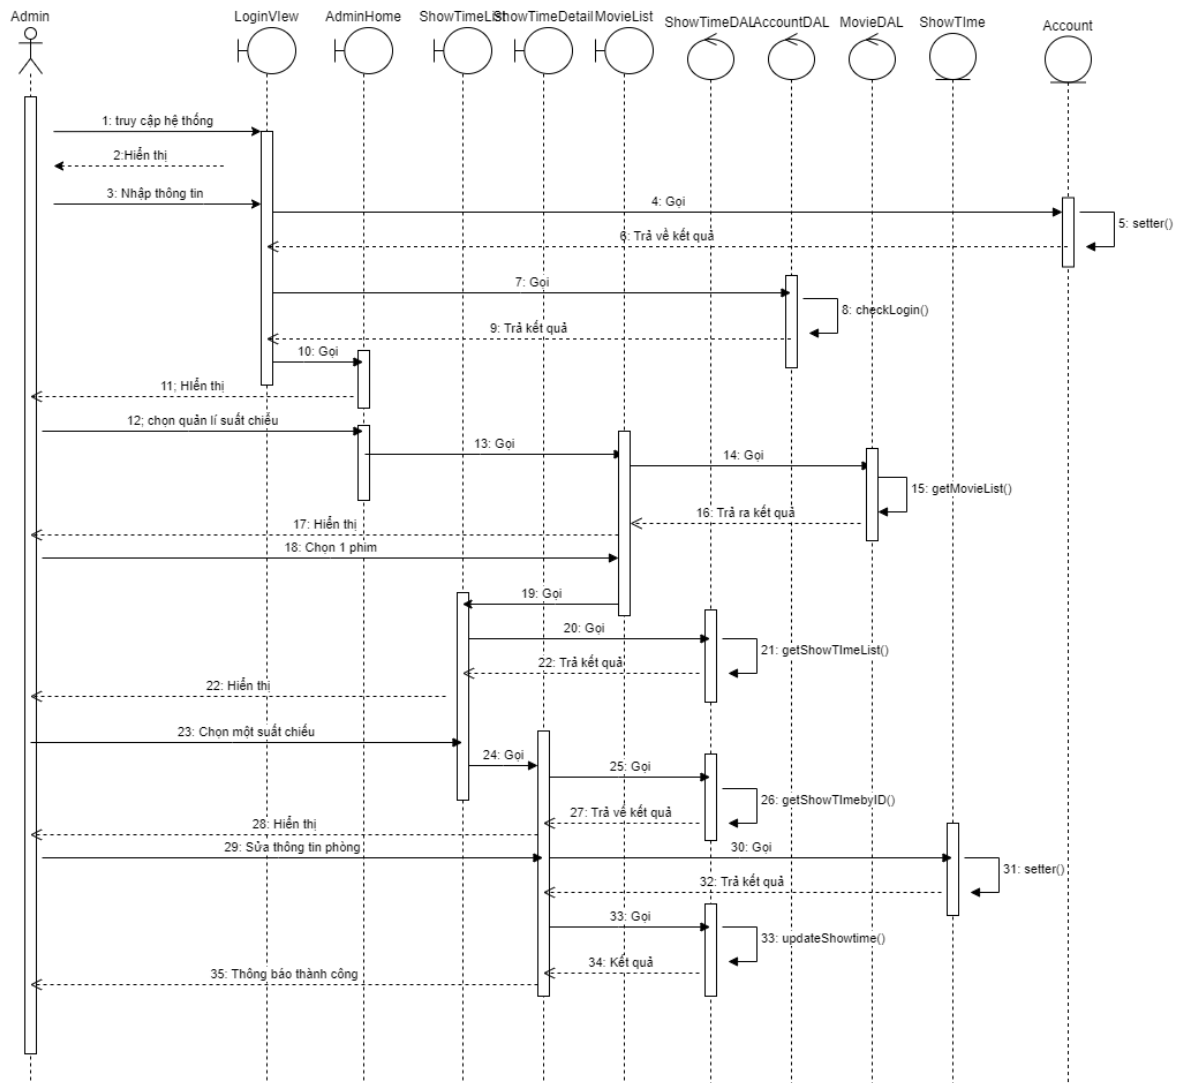 Admin
LoginVIew
AdminHome
ShowTimeList
ShowTimeDetail
MovieList
ShowTimeDAL
AccountDAL
MovieDAL
ShowTIme
Account
1: truy cập hệ thống
2:Hiển thị
3: Nhập thông tin
4: Gọi
5: setter()
6: Trả về kết quả
7: Gọi
8: checkLogin()
9: Trả kết quả
10: Gọi
11; HIển thị
12; chọn quản lí suất chiếu
13: Gọi
14: Gọi
15: getMovieList()
16: Trả ra kết quả
17: Hiển thị
18: Chọn 1 phim
19: Gọi
20: Gọi
21: getShowTImeList()
22: Trả kết quả
22: Hiển thị
23: Chọn một suất chiếu
24: Gọi
25: Gọi
26: getShowTImebyID()
27: Trả về kết quả
28: Hiển thị
29: Sửa thông tin phòng
30: Gọi
31: setter()
32: Trả kết quả
33: Gọi
33: updateShowtime()
34: Kết quả
35: Thông báo thành công